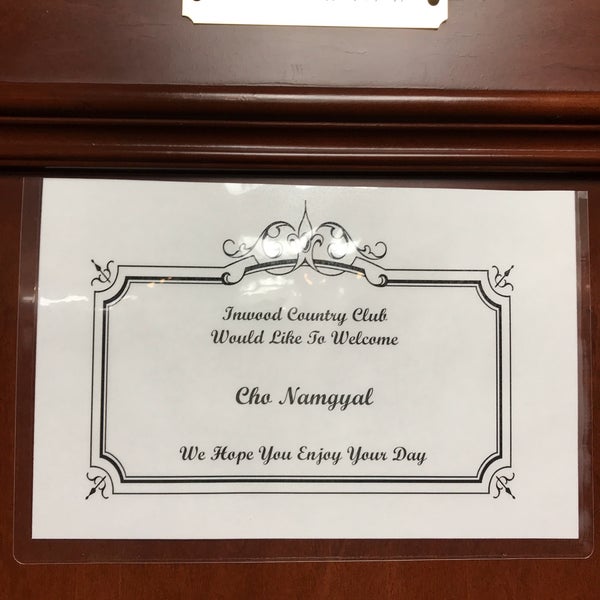 Inwood Country Club
Would Like To Welcome
Cho Namgyal
We Hope You Enjoy Your Day